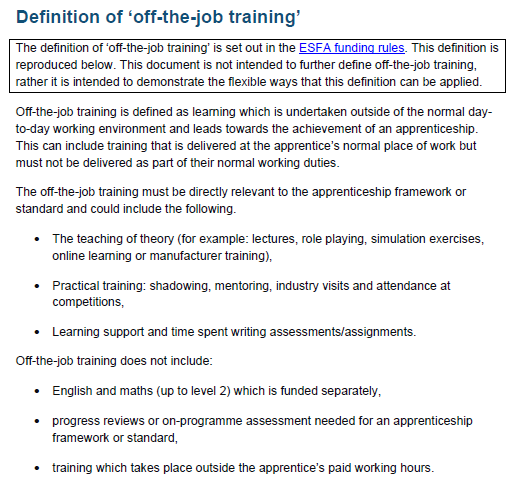 Definition of ‘off-the-job training’
The definition of ‘off-the-job training’ is set out in the ESFA funding rules. This definition is
reproduced below. This document is not intended to further define off-the-job training,
rather it is intended to demonstrate the flexible ways that this definition can be applied.
Off-the-job training is defined as learning which is undertaken outside of the normal day-
to-day working environment and leads towards the achievement of an apprenticeship.
This can include training that is delivered at the apprentice’s normal place of work but
must not be delivered as part of their normal working duties.
The off-the-job training must be directly relevant to the apprenticeship framework or
standard and could include the following.
• The teaching of theory (for example: lectures, role playing, simulation exercises,
online learning or manufacturer training),
• Practical training: shadowing, mentoring, industry visits and attendance at
competitions,
• Learning support and time spent writing assessments/assignments.
Off-the-job training does not include:
• English and maths (up to level 2) which is funded separately,
• progress reviews or on-programme assessment needed for an apprenticeship
framework or standard,
• training which takes place outside the apprentice’s paid working hours.